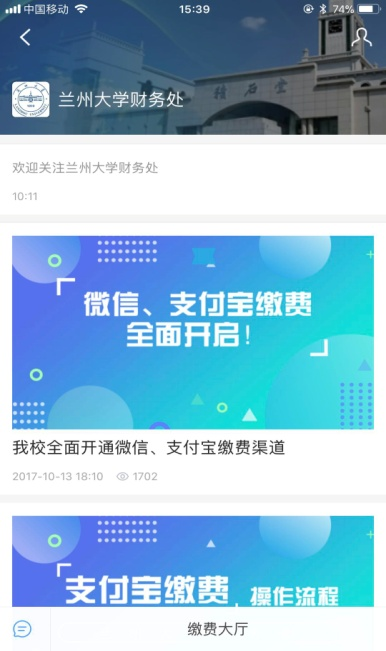 中国移动 15:39 74%
兰州大学财务处
欢迎关注兰州大学财务处
10:11
微信、支付宝缴费
全面开启!
我校全面开通微信、支付宝缴费渠道
2017-10-13 18:10 1702
支付宝缴费 操作流程
缴费大厅